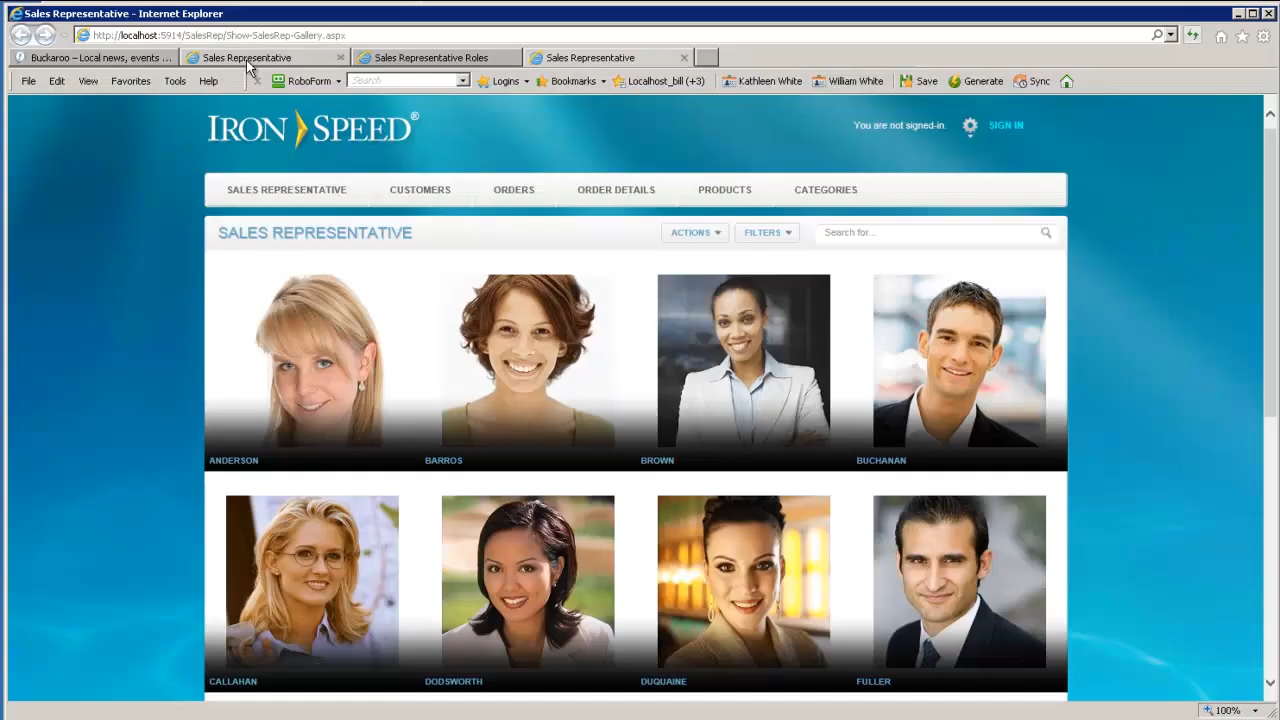 Sales Representative - Internet Explorer
http://localhost:5914/SalesRep/Show-SalesRep-Gallery.aspx
Buckaroo – Local news, events ... Sales Representative Sales Representative Roles Sales Representative
File Edit View Favorites Tools Help RoboForm Search Logins Bookmarks Localhost_bill (+3) Kathleen White William White Save Generate Sync
IRON SPEED®
You are not signed-in. SIGN IN
SALES REPRESENTATIVE CUSTOMERS ORDERS ORDER DETAILS PRODUCTS CATEGORIES
SALES REPRESENTATIVE ACTIONS FILTERS Search for...
ANDERSON BARROS BROWN BUCHANAN
CALLAHAN DODSWORTH DUQUAINE FULLER
100%